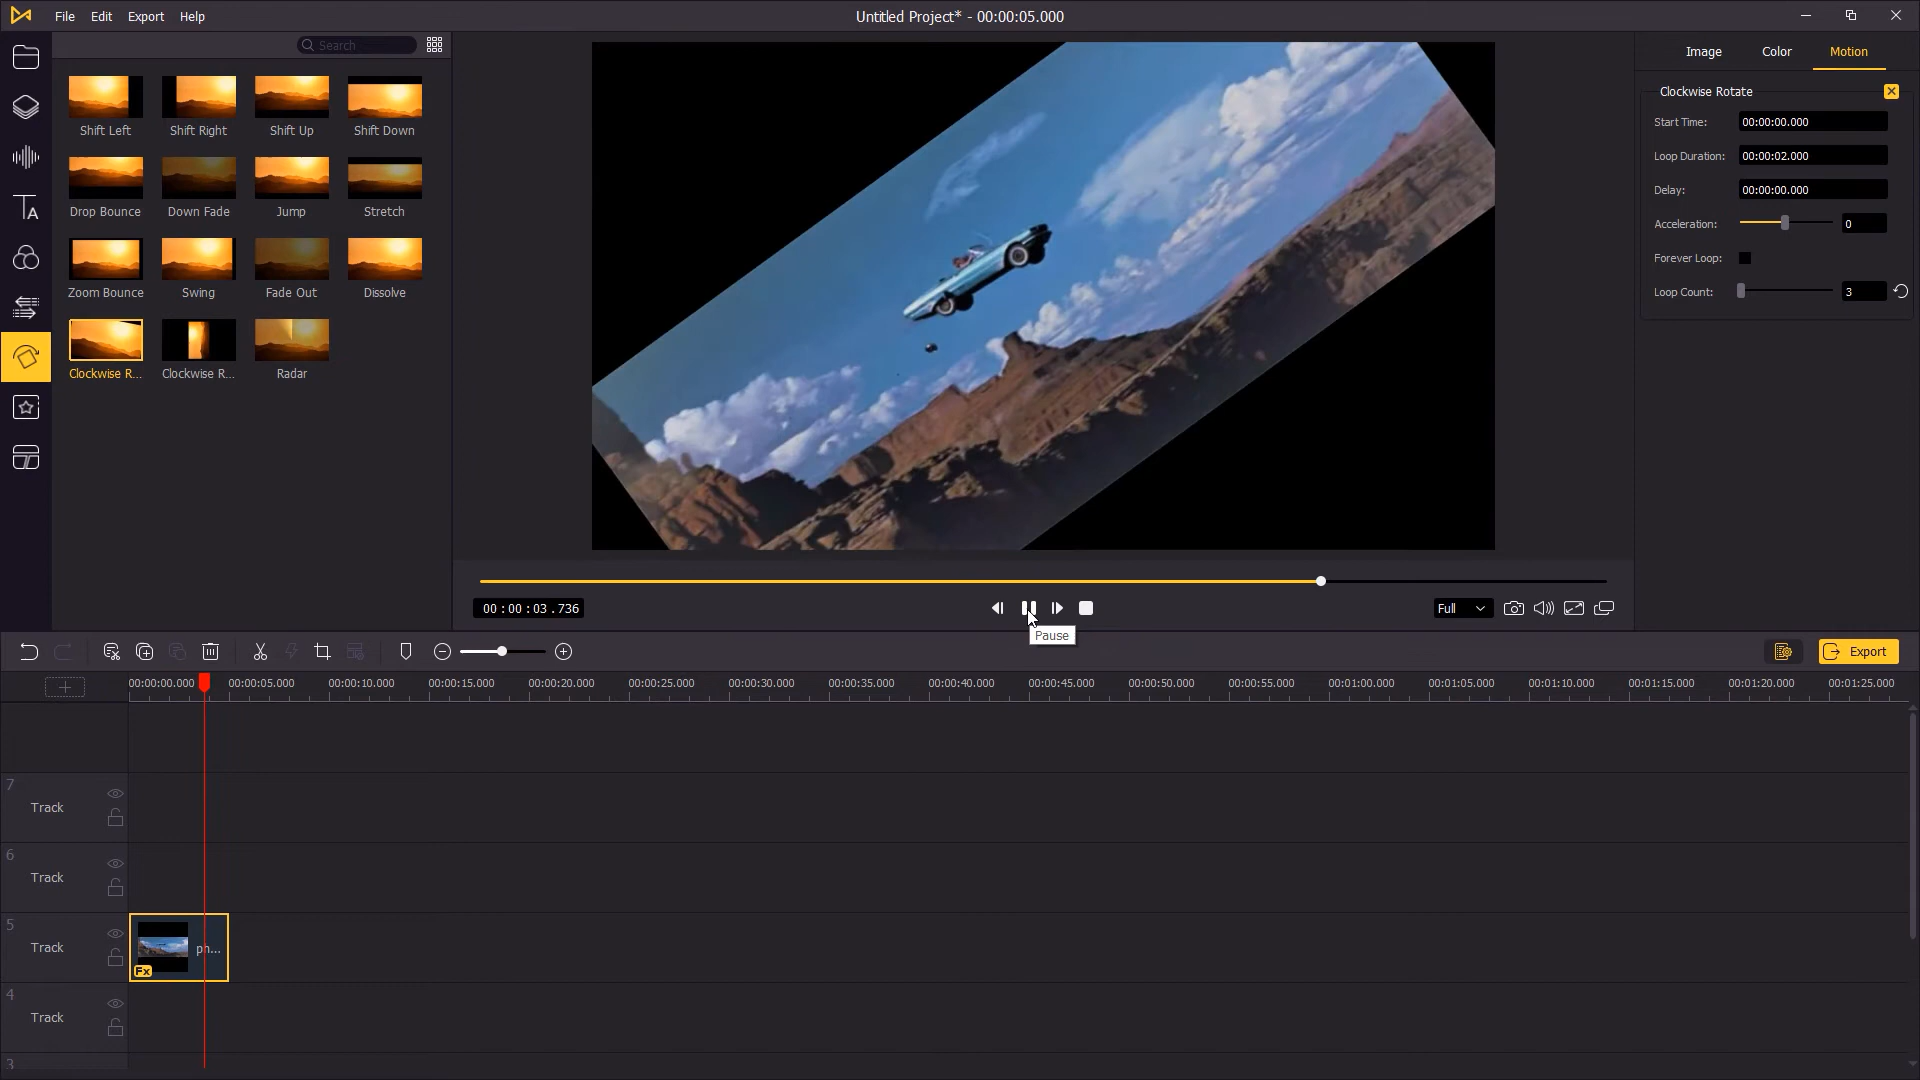 File Edit Export Help
Untitled Project* - 00:00:05.000
Search
Shift Left Shift Right Shift Up Shift Down
Drop Bounce Down Fade Jump Stretch
Zoom Bounce Swing Fade Out Dissolve
Clockwise R... Clockwise R... Radar
Image Color Motion
Clockwise Rotate
Start Time: 00:00:00.000
Loop Duration: 00:00:02.000
Delay: 00:00:00.000
Acceleration: 0
Forever Loop:
Loop Count: 3
00 : 00 : 03 . 736
Full
Pause
Export
00:00:00.000 00:00:05.000 00:00:10.000 00:00:15.000 00:00:20.000 00:00:25.000 00:00:30.000 00:00:35.000 00:00:40.000 00:00:45.000 00:00:50.000 00:00:55.000 00:01:00.000 00:01:05.000 00:01:10.000 00:01:15.000 00:01:20.000 00:01:25.000
7
Track
6
Track
5
Track
ph...
Fx
4
Track
3